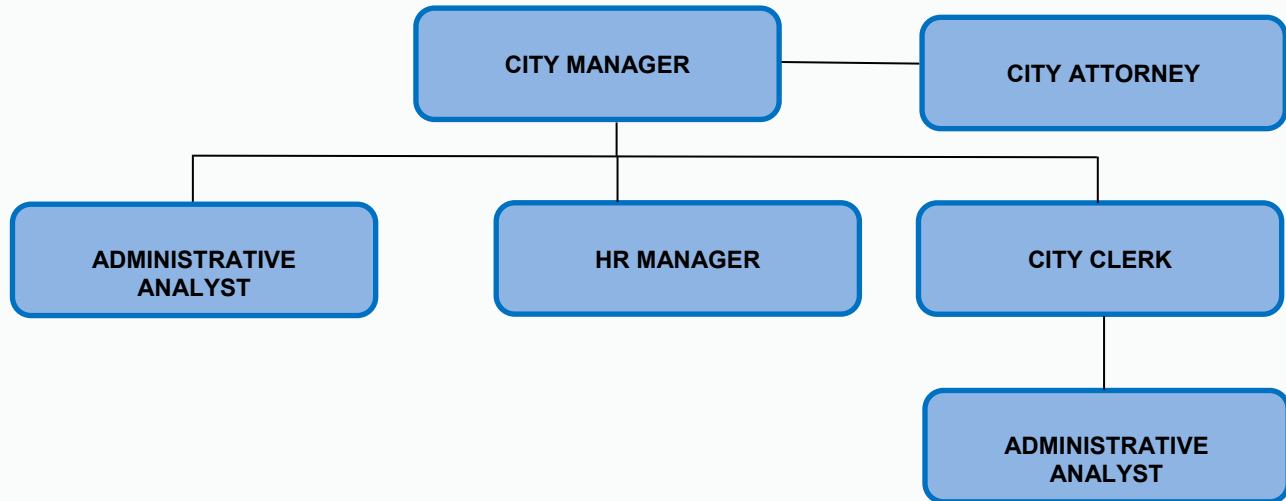 CITY MANAGER
CITY ATTORNEY
ADMINISTRATIVE
ANALYST
HR MANAGER
CITY CLERK
ADMINISTRATIVE
ANALYST